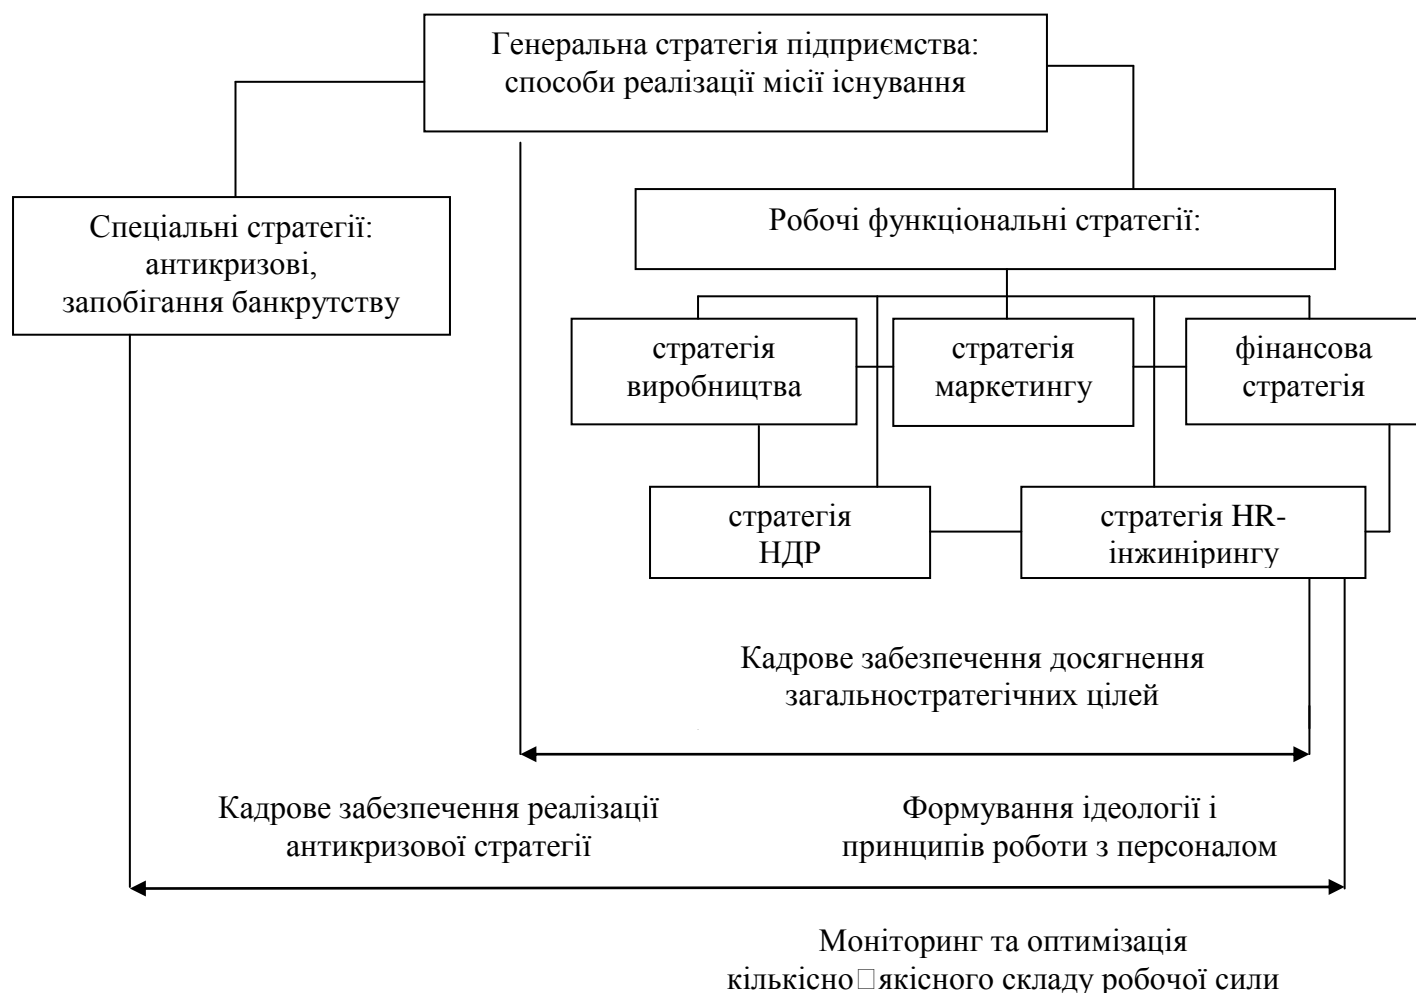 Генеральна стратегія підприємства:
способи реалізації місії існування
Спеціальні стратегії:
антикризові,
запобігання банкрутству
Робочі функціональні стратегії:
стратегія
виробництва
стратегія
маркетингу
фінансова
стратегія
стратегія
НДР
стратегія HR-
інжинірингу
Кадрове забезпечення досягнення
загальностратегічних цілей
Кадрове забезпечення реалізації
антикризової стратегії
Формування ідеології і
принципів роботи з персоналом
Моніторинг та оптимізація
кількісно□якісного складу робочої сили